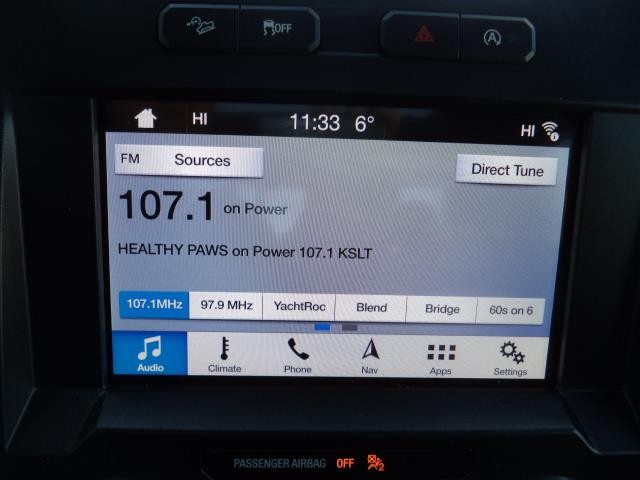 OFF
A
HI 11:33 6° HI
FM Sources
Direct Tune
107.1 on Power
HEALTHY PAWS on Power 107.1 KSLT
107.1MHz 97.9 MHz YachtRoc Blend Bridge 60s on 6
Audio Climate Phone Nav Apps Settings
PASSENGER AIRBAG OFF 2